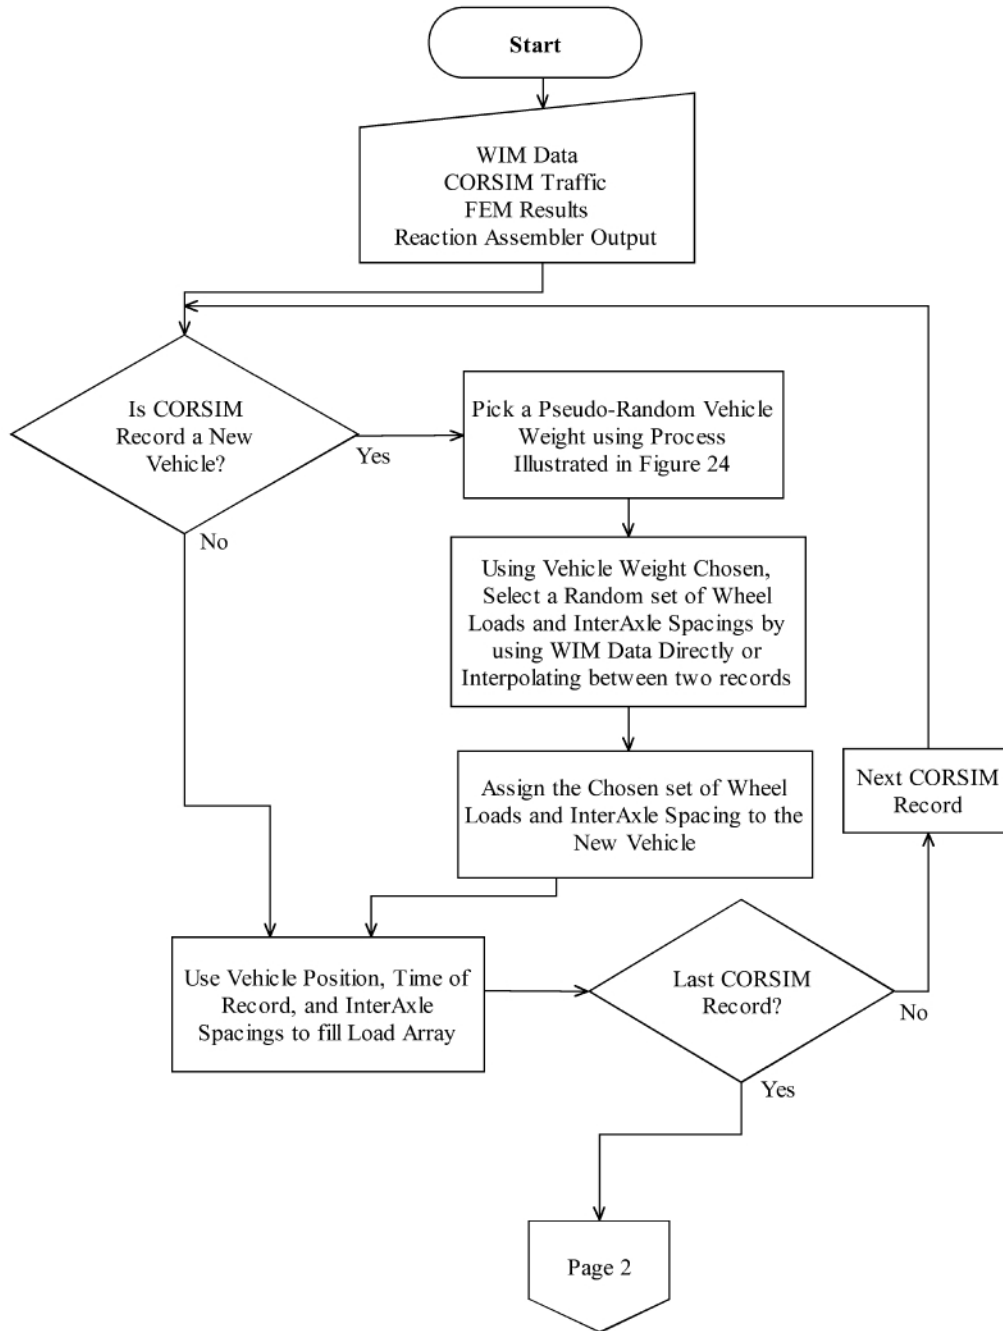 Start
WIM Data
CORSIM Traffic
FEM Results
Reaction Assembler Output
Is CORSIM
Record a New
Vehicle?
Yes
No
Pick a Pseudo-Random Vehicle
Weight using Process
Illustrated in Figure 24
Using Vehicle Weight Chosen,
Select a Random set of Wheel
Loads and InterAxle Spacings by
using WIM Data Directly or
Interpolating between two records
Assign the Chosen set of Wheel
Loads and InterAxle Spacing to the
New Vehicle
Next CORSIM
Record
Use Vehicle Position, Time of
Record, and InterAxle
Spacings to fill Load Array
Last CORSIM
Record?
No
Yes
Page 2